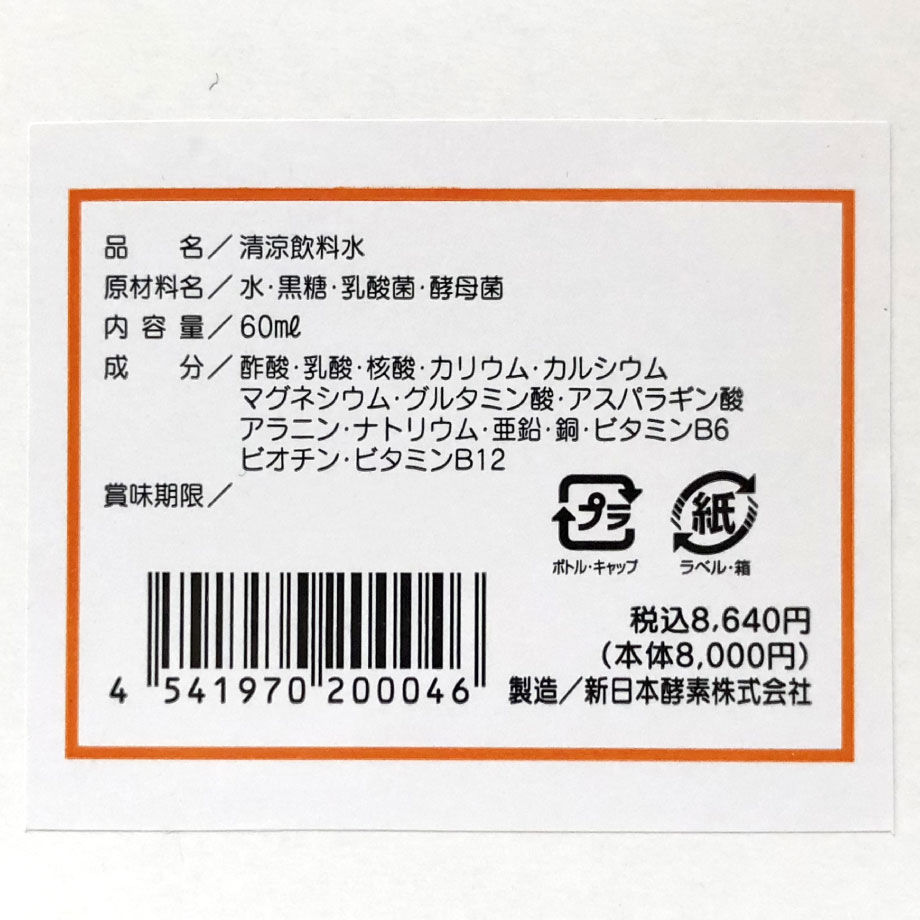 品　名／清涼飲料水
原材料名／水・黒糖・乳酸菌・酵母菌
内容量／60mℓ
成　分／酢酸・乳酸・核酸・カリウム・カルシウム
マグネシウム・グルタミン酸・アスパラギン酸
アラニン・ナトリウム・亜鉛・銅・ビタミンB6
ビオチン・ビタミンB12
賞味期限／
プラ
ボトル・キャップ
紙
ラベル・箱
税込8,640円
(本体8,000円)
製造／新日本酵素株式会社
4 541970 200046